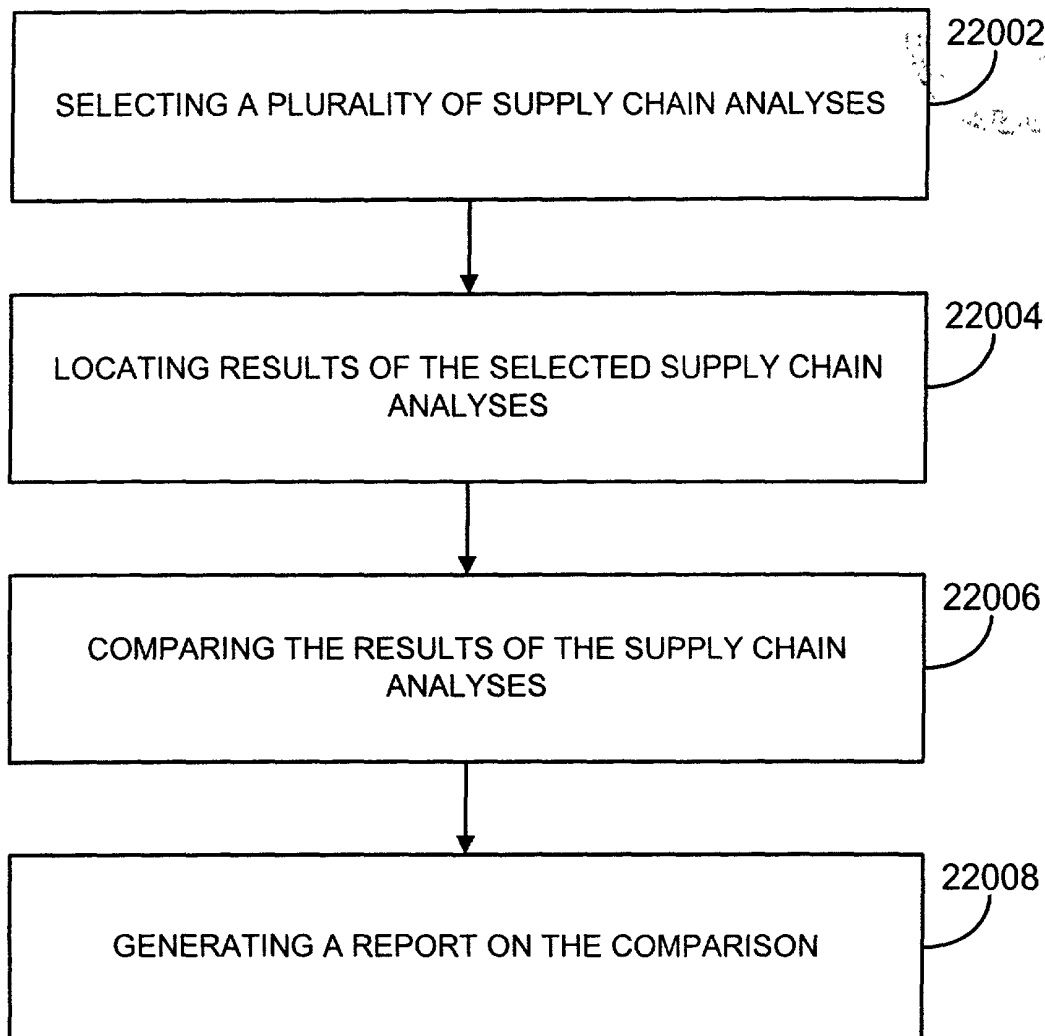 22002
SELECTING A PLURALITY OF SUPPLY CHAIN ANALYSES
22004
LOCATING RESULTS OF THE SELECTED SUPPLY CHAIN
ANALYSES
22006
COMPARING THE RESULTS OF THE SUPPLY CHAIN
ANALYSES
22008
GENERATING A REPORT ON THE COMPARISON